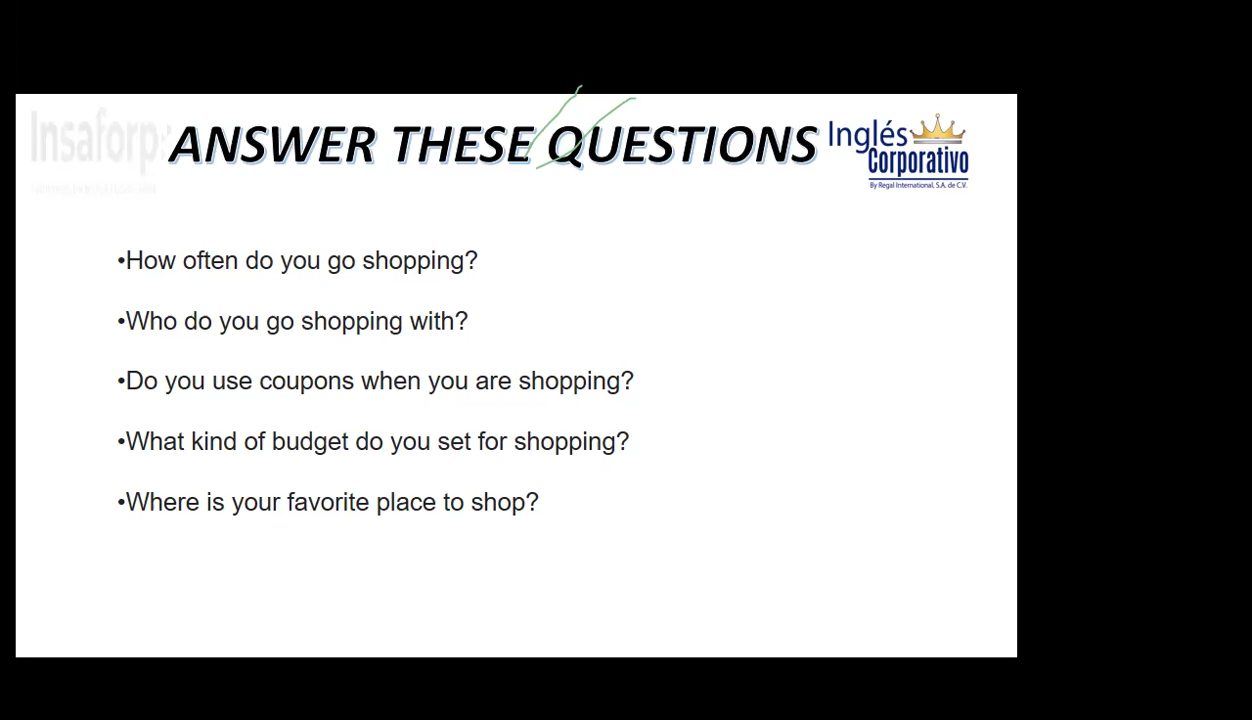 Insaforp
ANSWER THESE QUESTIONS
Inglés
Corporativo
By Regal International, S.A. de C.V.
•How often do you go shopping?
•Who do you go shopping with?
•Do you use coupons when you are shopping?
•What kind of budget do you set for shopping?
•Where is your favorite place to shop?